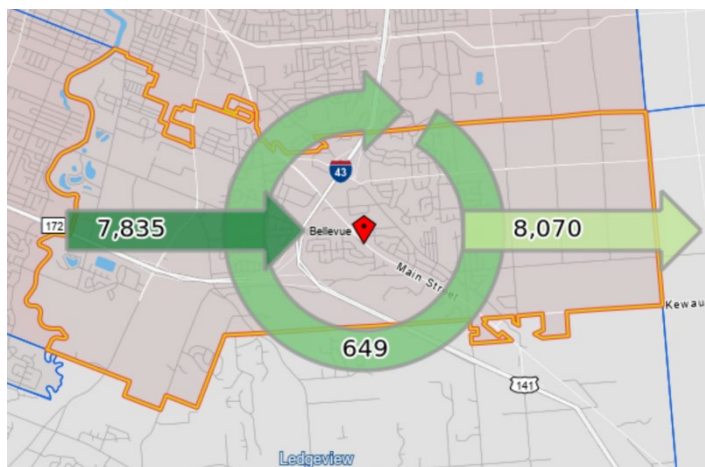 43
172
7,835
Bellevue
8,070
Main Street
Kewau
649
141
Ledgeview